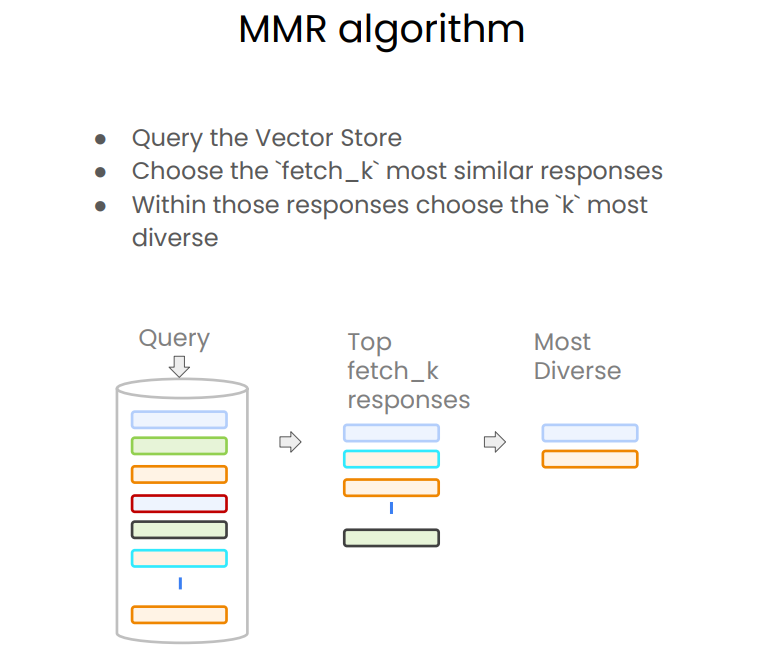 MMR algorithm
● Query the Vector Store
● Choose the `fetch_k` most similar responses
● Within those responses choose the `k` most
diverse
Query
Top
fetch_k
responses
Most
Diverse